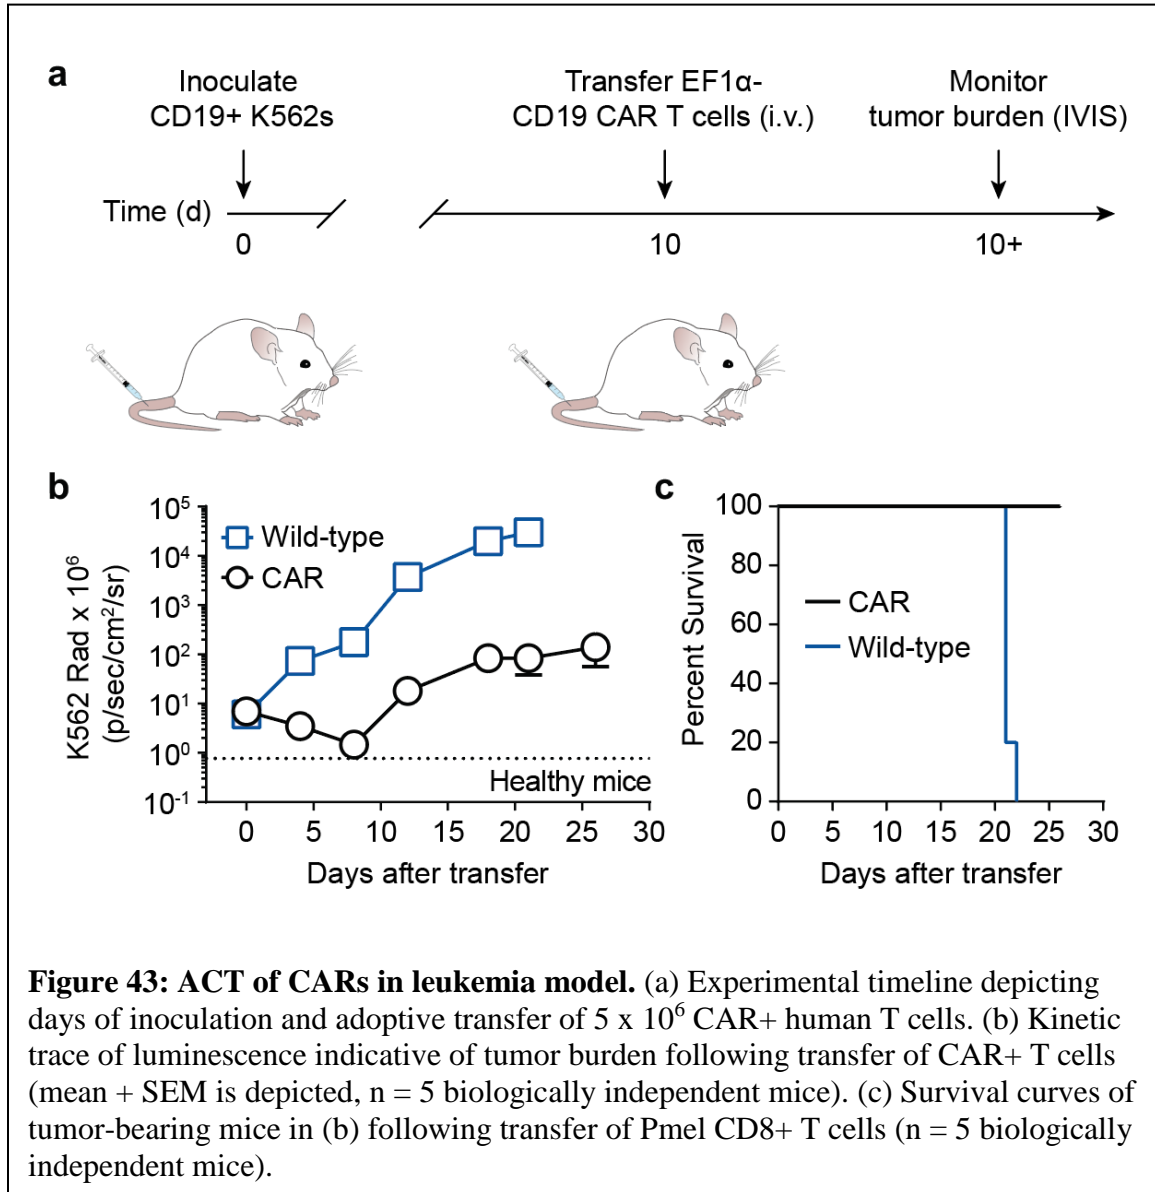 a
Inoculate
CD19+ K562s
Transfer EF1α-
CD19 CAR T cells (i.v.)
Monitor
tumor burden (IVIS)
Time (d)
0
10
10+
b
K562 Rad x 10⁶
(p/sec/cm²/sr)
10⁵
10⁴
10³
10²
10¹
10⁰
10⁻¹
Wild-type
CAR
Healthy mice
0 5 10 15 20 25 30
Days after transfer
c
Percent Survival
100
80
60
40
20
0
CAR
Wild-type
0 5 10 15 20 25 30
Days after transfer
Figure 43: ACT of CARs in leukemia model. (a) Experimental timeline depicting
days of inoculation and adoptive transfer of 5 x 10⁶ CAR+ human T cells. (b) Kinetic
trace of luminescence indicative of tumor burden following transfer of CAR+ T cells
(mean + SEM is depicted, n = 5 biologically independent mice). (c) Survival curves of
tumor-bearing mice in (b) following transfer of Pmel CD8+ T cells (n = 5 biologically
independent mice).